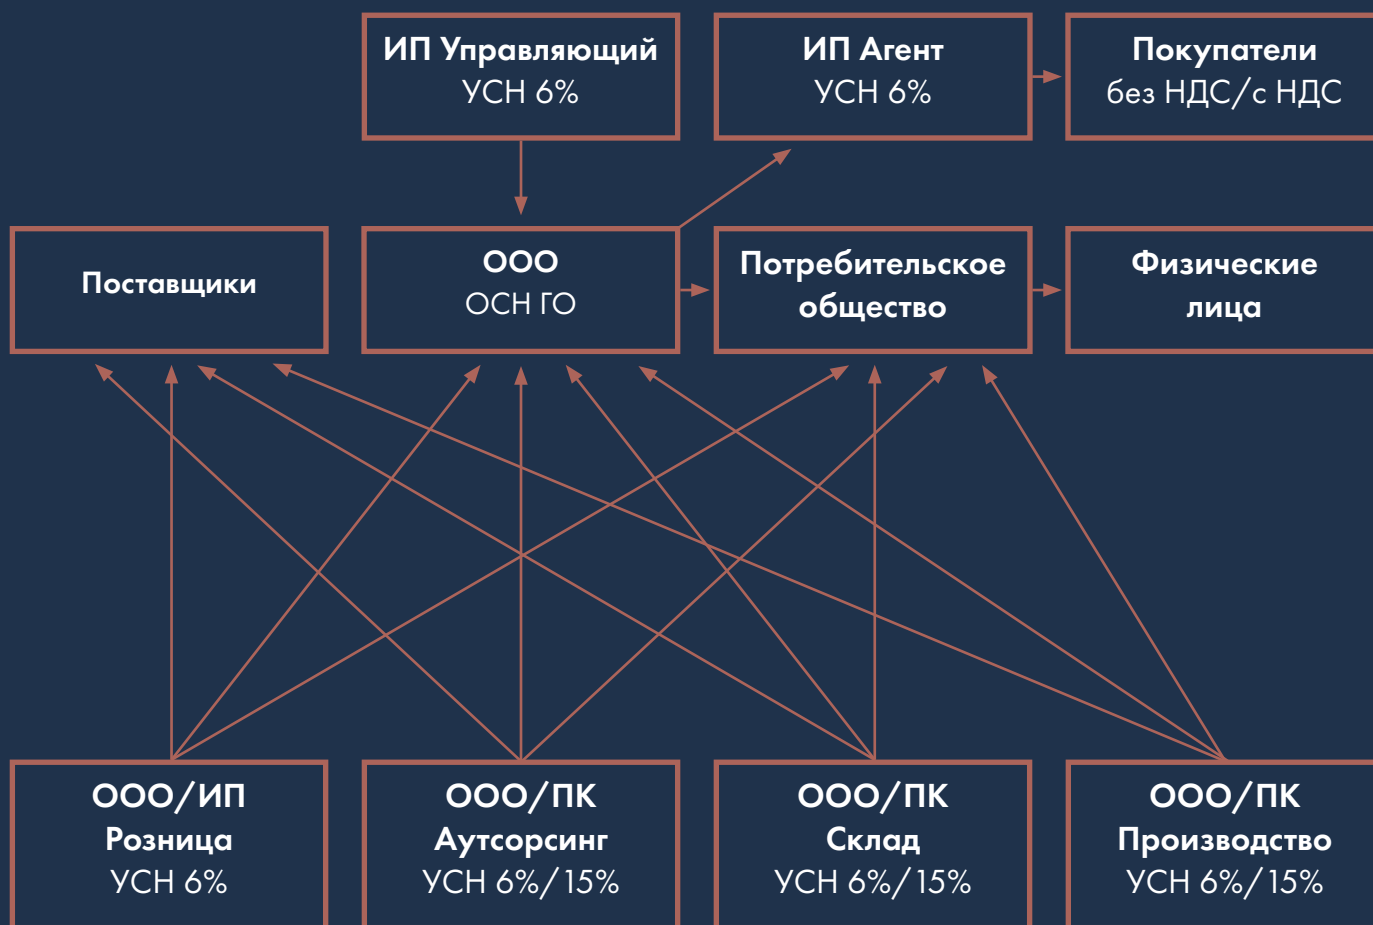 ИП Управляющий
УСН 6%
ИП Агент
УСН 6%
Покупатели
без НДС/с НДС
Поставщики
ООО
ОСН ГО
Потребительское
общество
Физические
лица
ООО/ИП
Розница
УСН 6%
ООО/ПК
Аутсорсинг
УСН 6%/15%
ООО/ПК
Склад
УСН 6%/15%
ООО/ПК
Производство
УСН 6%/15%